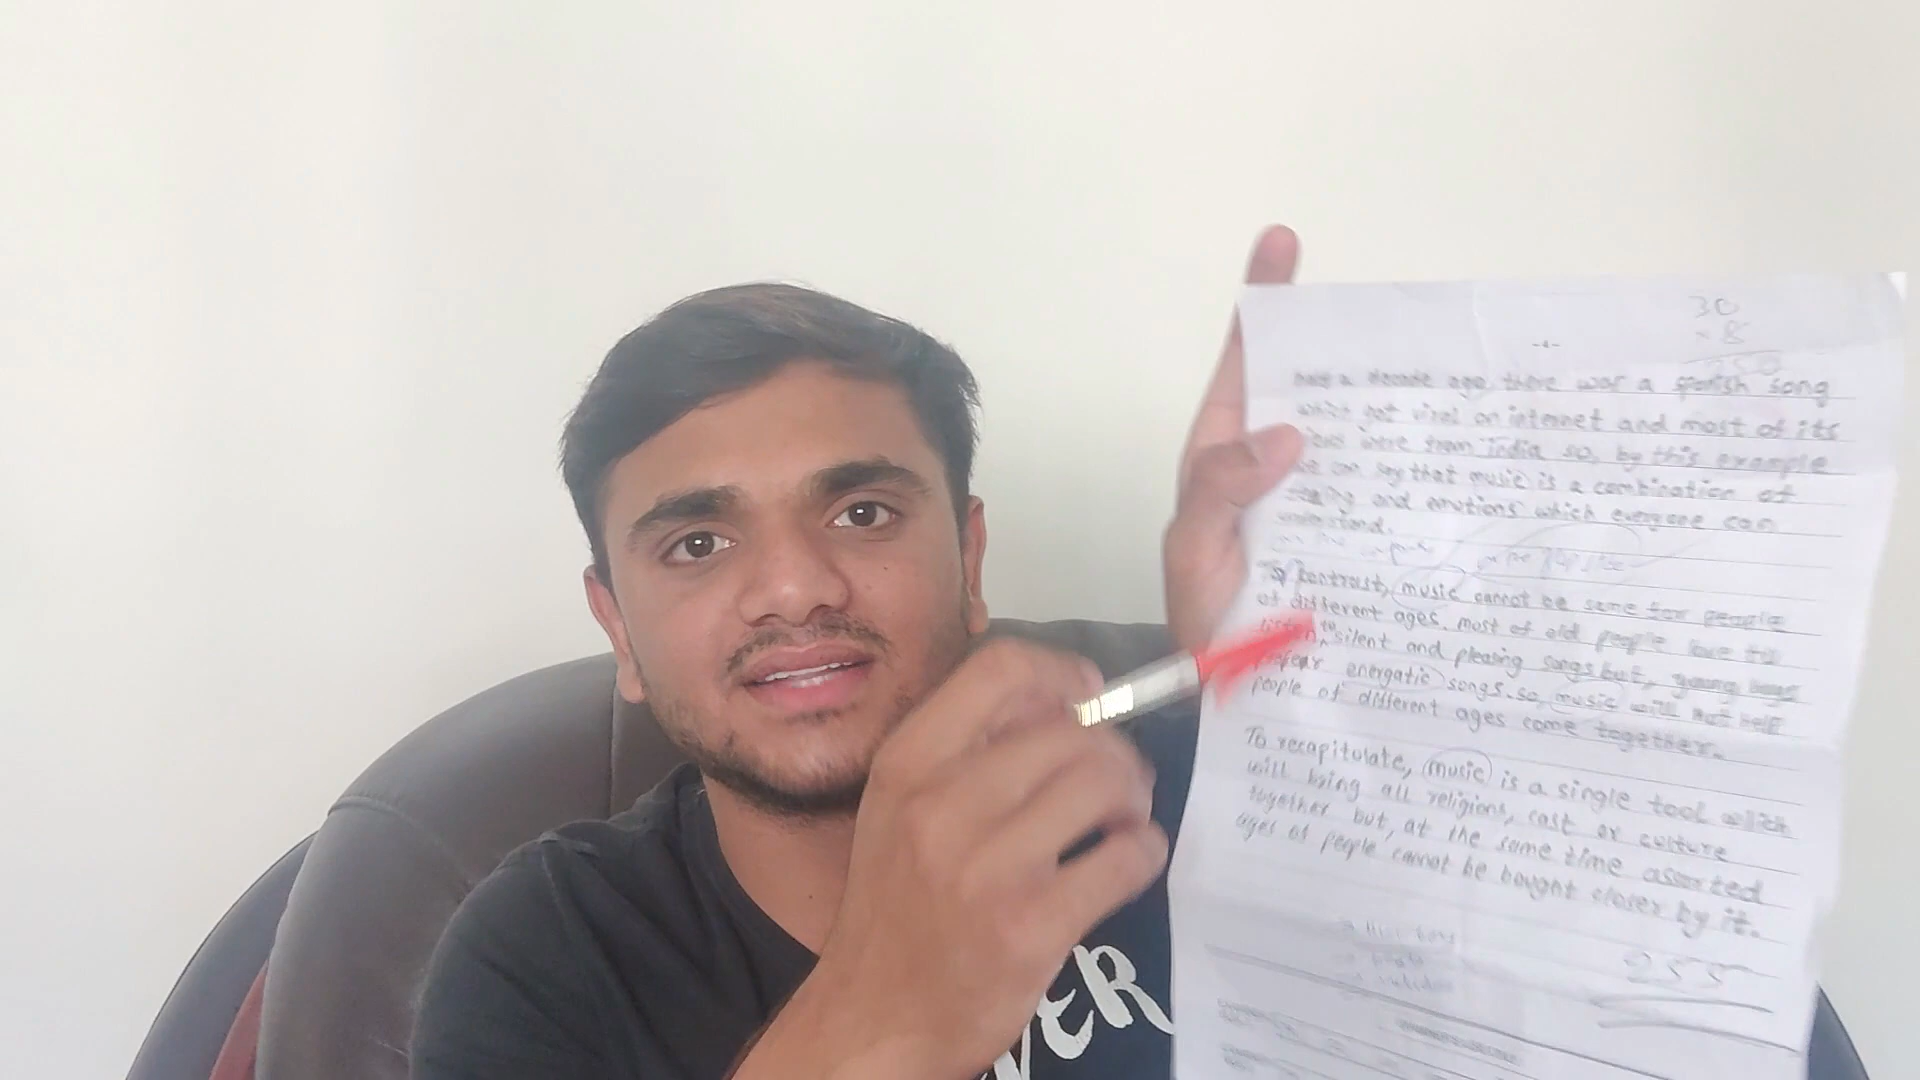 30
8
-4-
half a decade ago, there was a spanish song
which got viral on internet and most of its
were from India so, by this example
we can say that music is a combination of
and emotions which everyone can
understand.
contrast, music cannot be same for people
of different ages. most of old people love to
listen to silent and pleasing songs but, young boys
prefear energatic songs. so, music will not help
people of different ages come together.
To recapitulate, music is a single tool which
will bring all religions, cast or culture
together but, at the same time assorted
ages of people cannot be bought closer by it.
255
VER